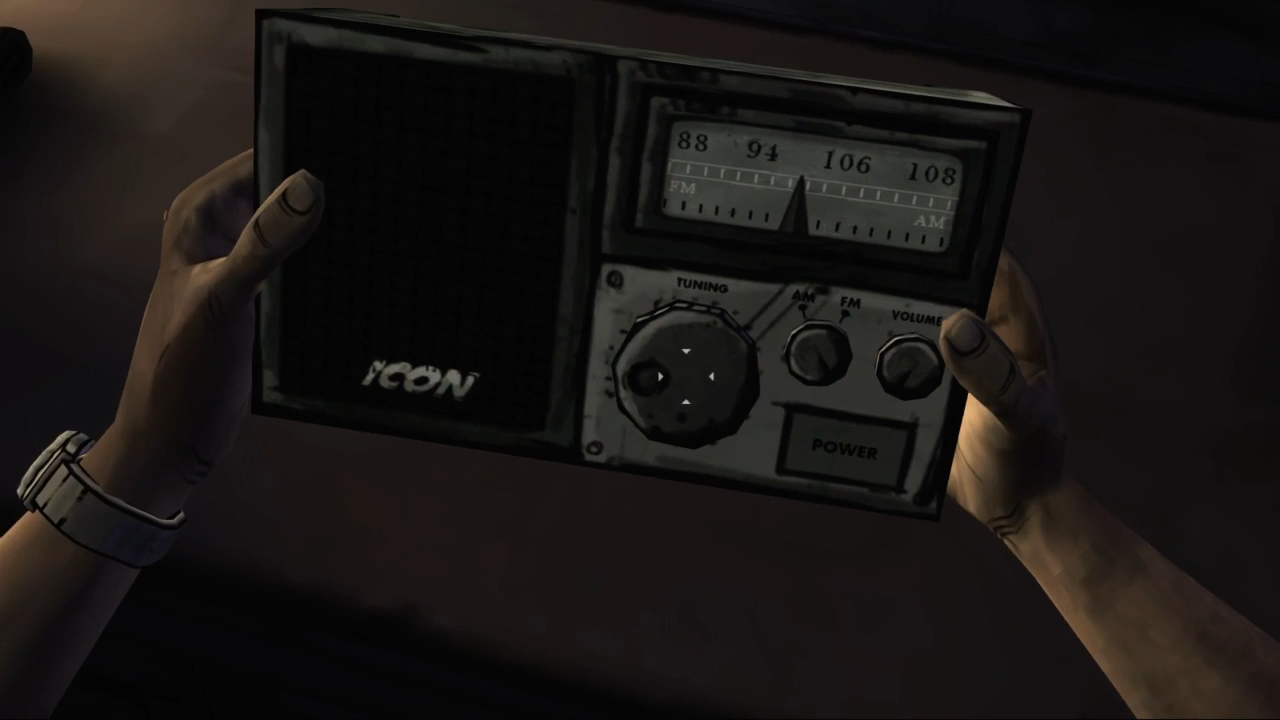 88 94 106 108
FM
AM
TUNING
AM FM
VOLUME
ICON
POWER